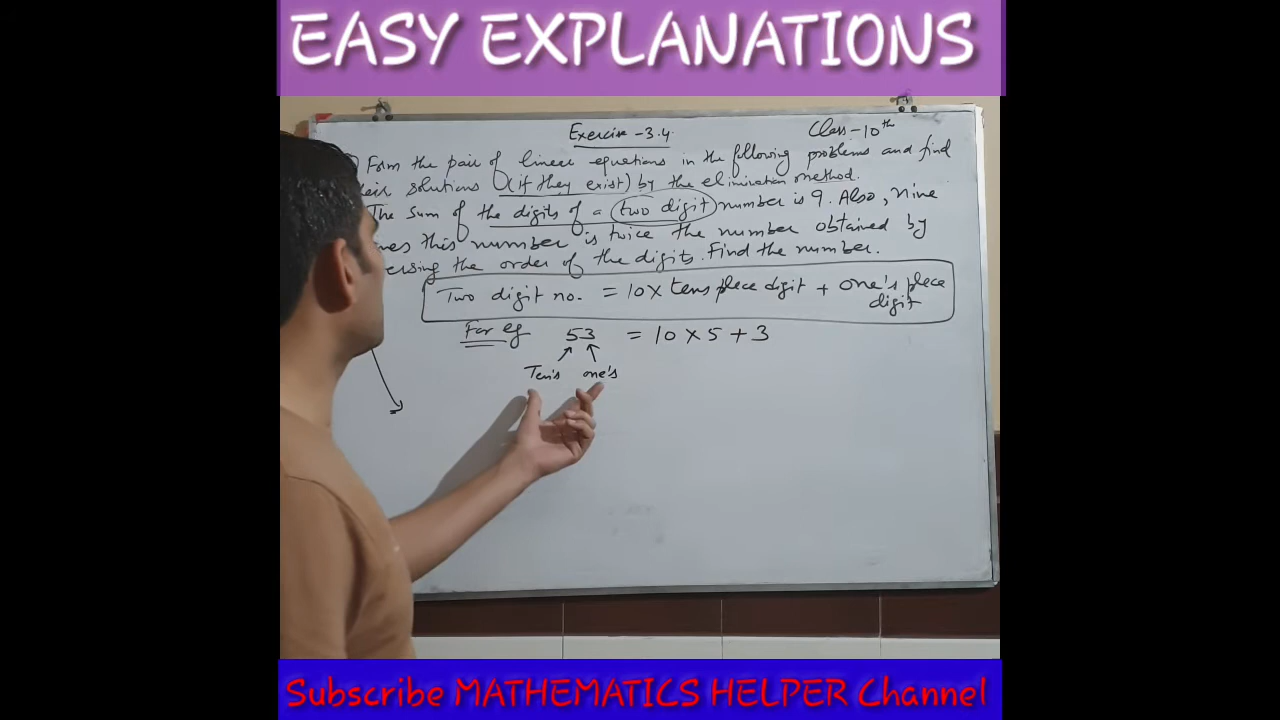 EASY EXPLANATIONS
Exercise -3.4.
Class-10th
Form the pair of linear equations in the following problems and find
solutions (if they exist) by the elimination method.
The sum of the digits of a two digit number is 9. Also, nine
this number is twice the number obtained by
the order of the digits. Find the number.
Two digit no. = 10 x tens place digit + one's place
digit
For eg 53 = 10 x 5 + 3
Ten's one's
Subscribe MATHEMATICS HELPER Channel